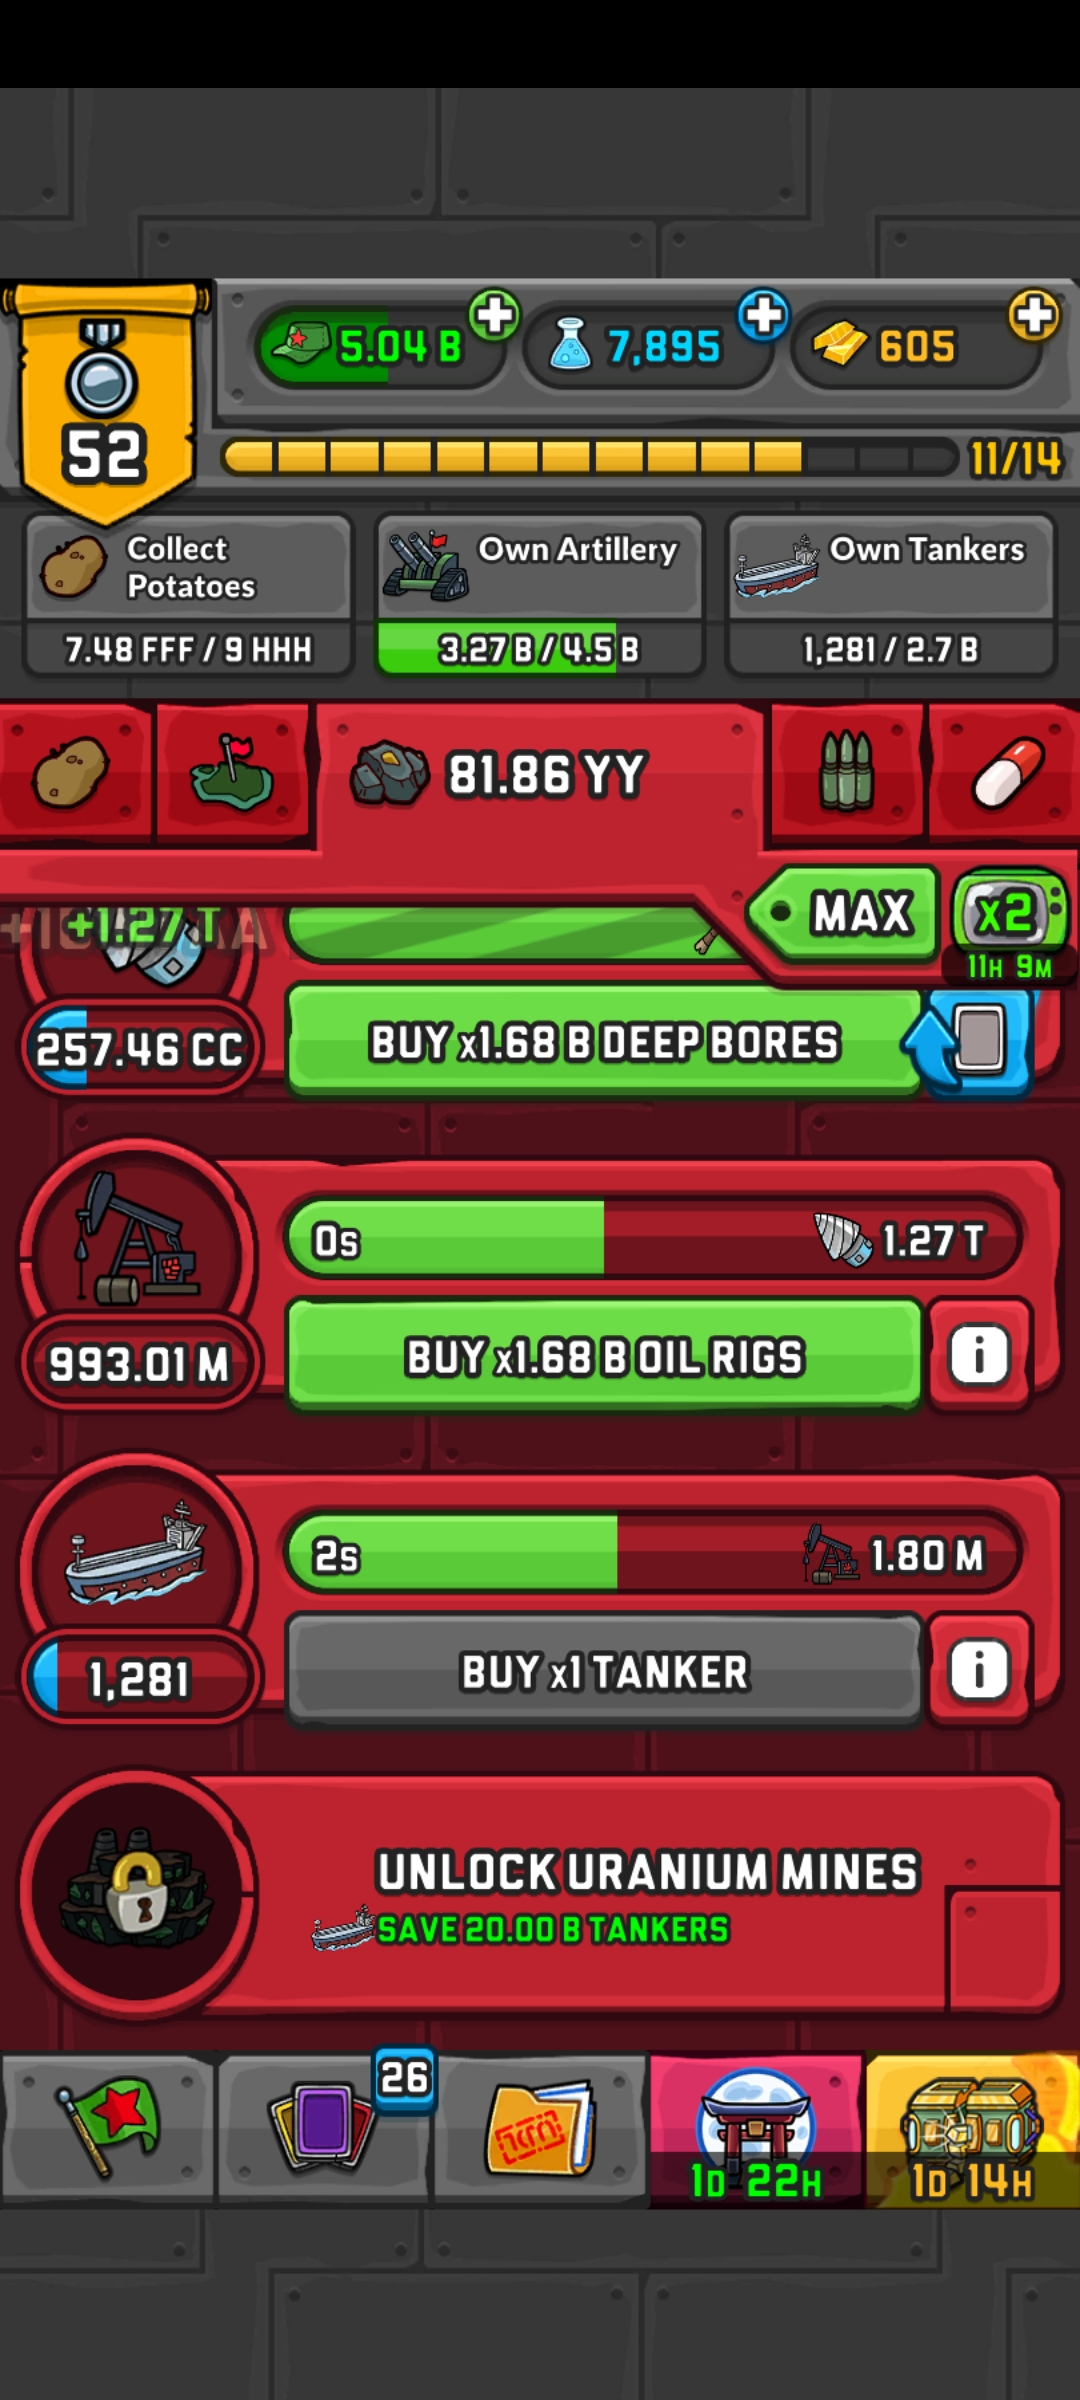 5.04 B
7,895
605
52
11/14
Collect
Potatoes
Own Artillery
Own Tankers
7.48 FFF / 9 HHH
3.27 B / 4.5 B
1,281 / 2.7 B
81.86 YY
MAX
x2
11H 9M
+1.27 T
257.46 CC
BUY x1.68 B DEEP BORES
0s
1.27 T
993.01 M
BUY x1.68 B OIL RIGS
i
2s
1.80 M
1,281
BUY x1 TANKER
i
UNLOCK URANIUM MINES
SAVE 20.00 B TANKERS
26
1D 22H
1D 14H